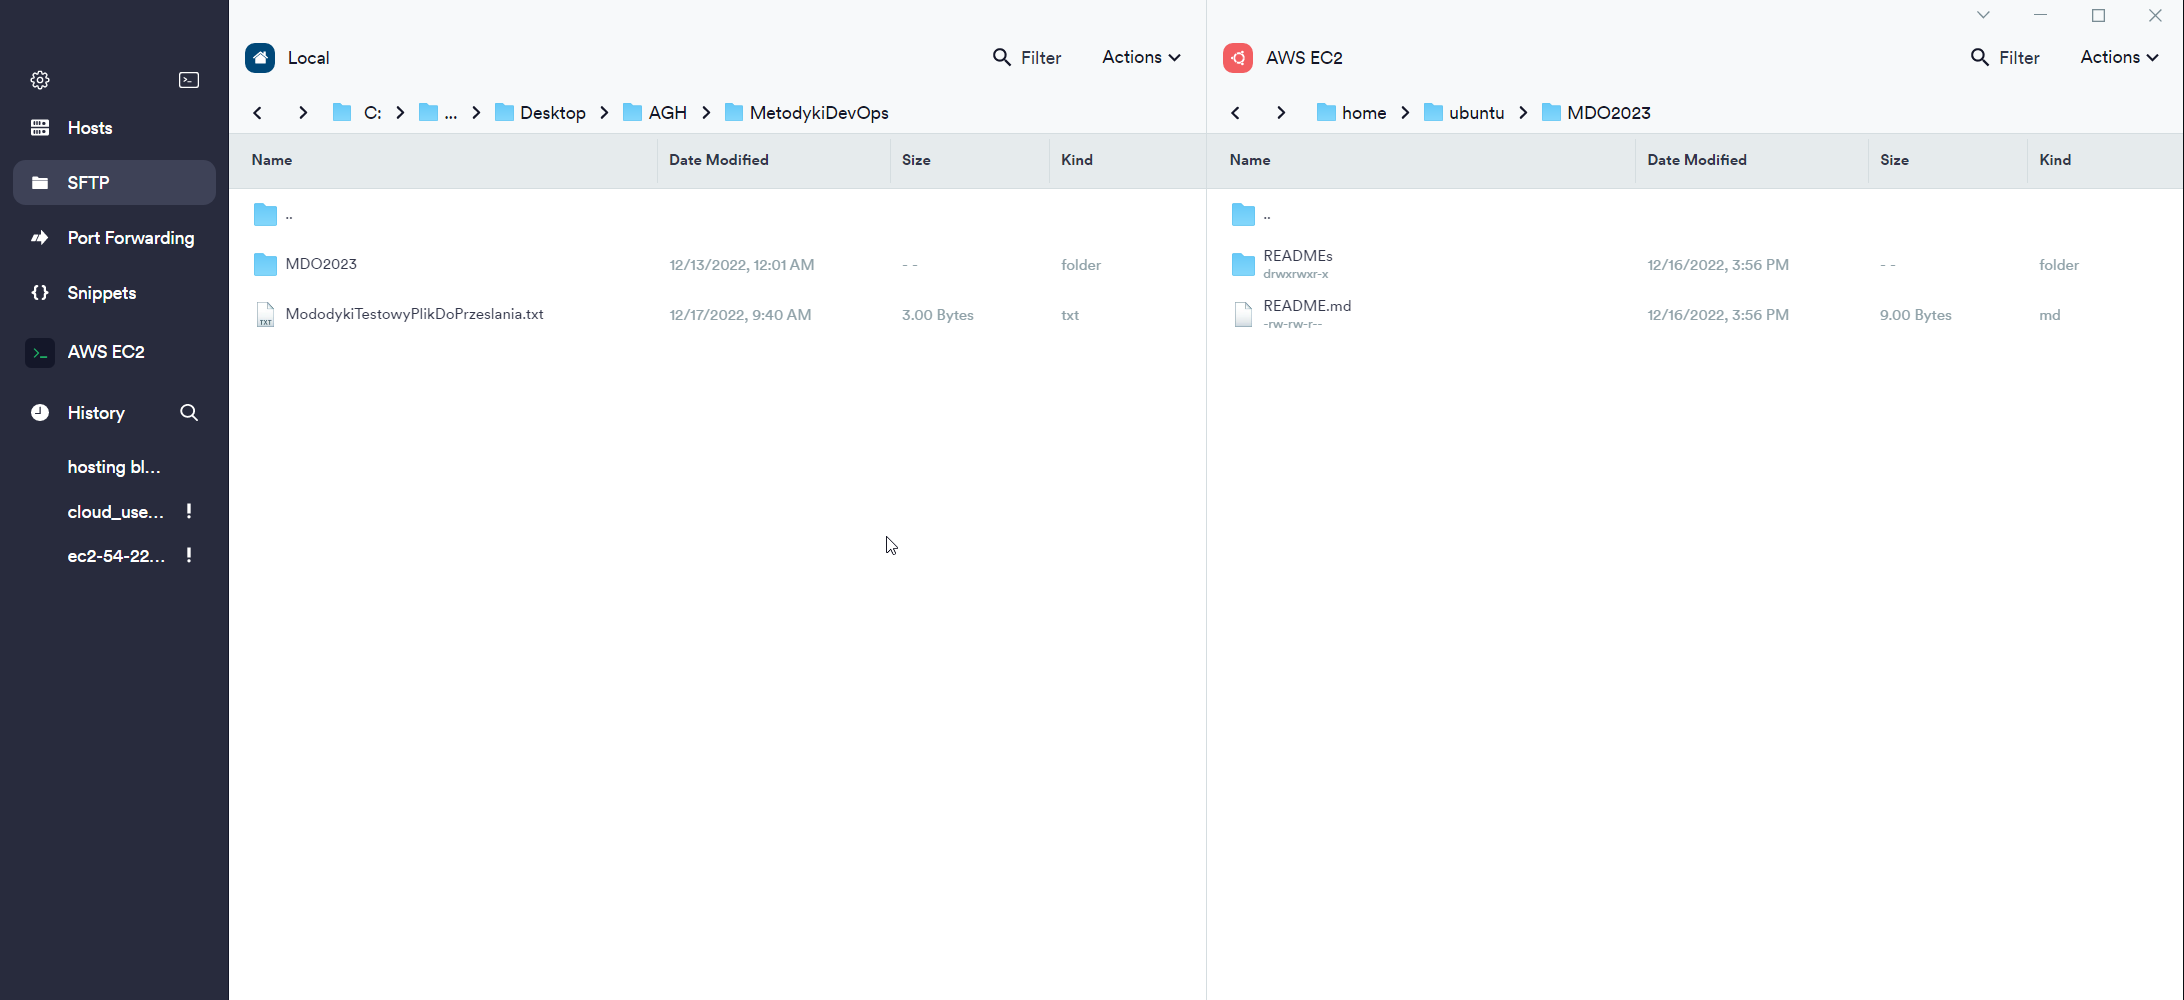 Hosts
SFTP
Port Forwarding
Snippets
AWS EC2
History
hosting bl...
cloud_use... !
ec2-54-22... !
Local Filter Actions
C: ... Desktop AGH MetodykiDevOps
Name Date Modified Size Kind
..
MDO2023 12/13/2022, 12:01 AM - - folder
MododykiTestowyPlikDoPrzeslania.txt 12/17/2022, 9:40 AM 3.00 Bytes txt
TXT
AWS EC2 Filter Actions
home ubuntu MDO2023
Name Date Modified Size Kind
..
READMEs 12/16/2022, 3:56 PM - - folder
drwxrwxr-x
README.md 12/16/2022, 3:56 PM 9.00 Bytes md
-rw-rw-r--